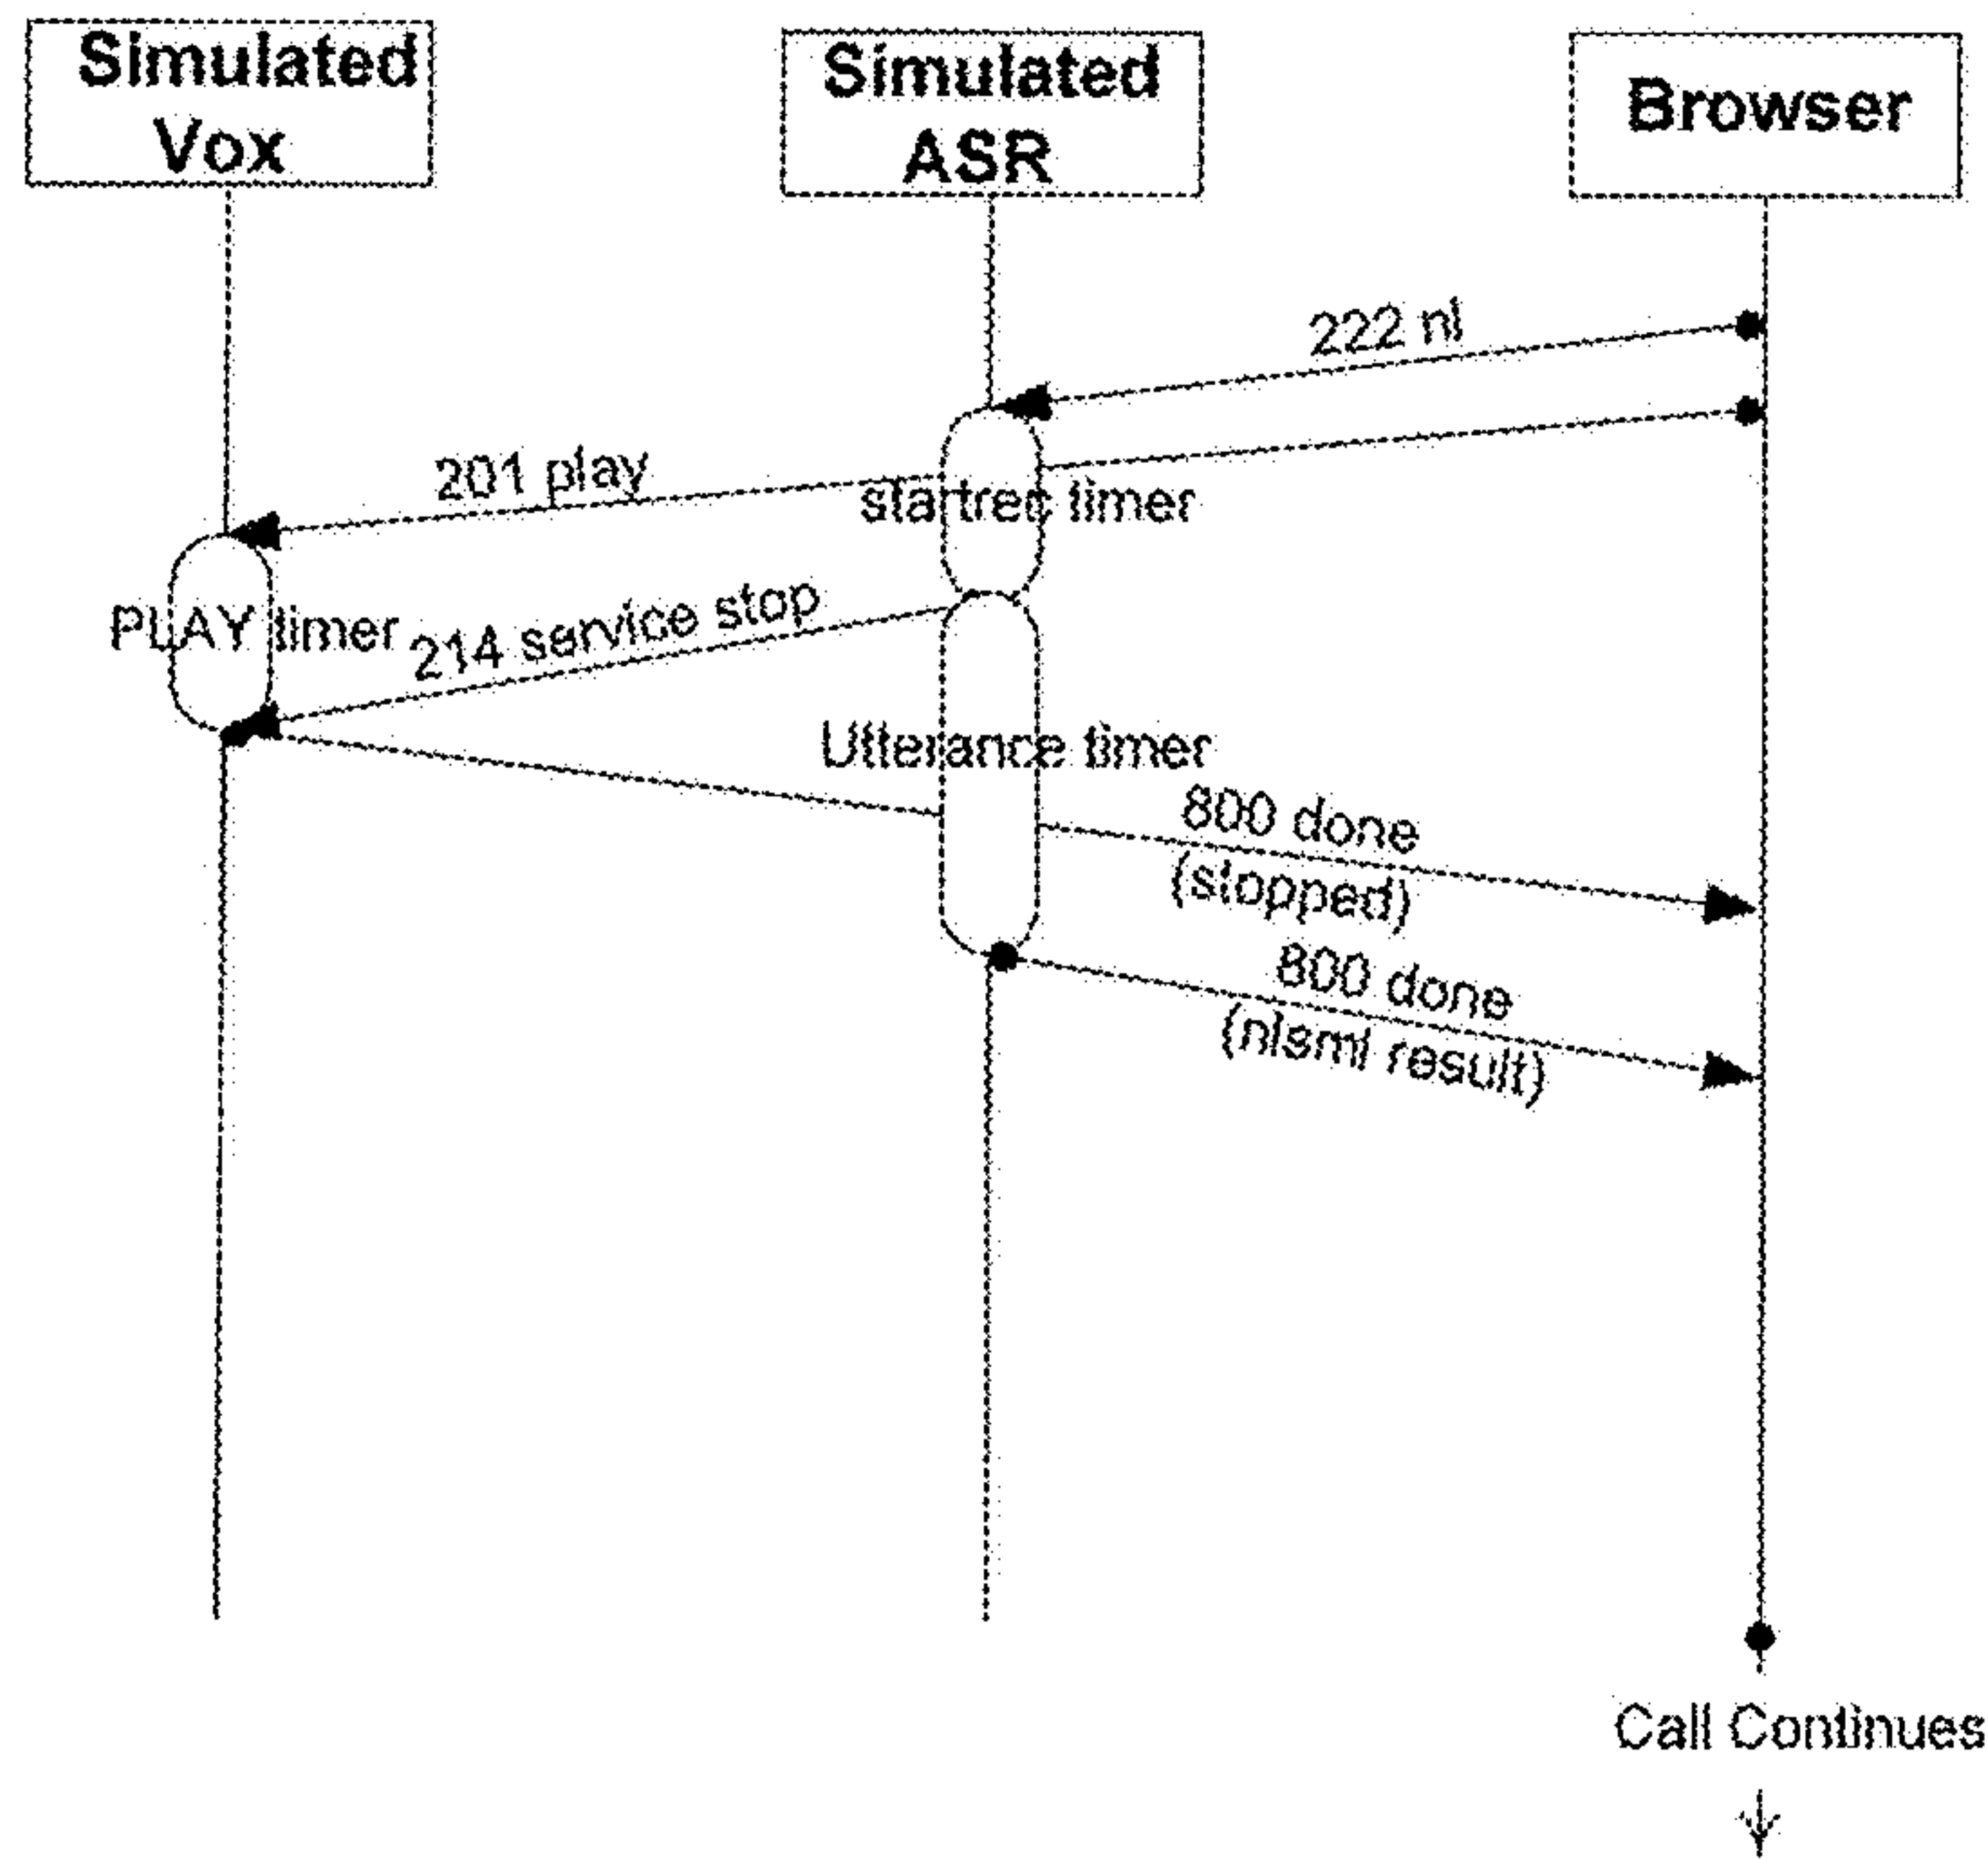 Simulated
Vox
Simulated
ASR
Browser
222 nl
201 play
startrec timer
PLAY timer
214 service stop
Utterance timer
800 done
(stopped)
800 done
(nlsml result)
Call Continues